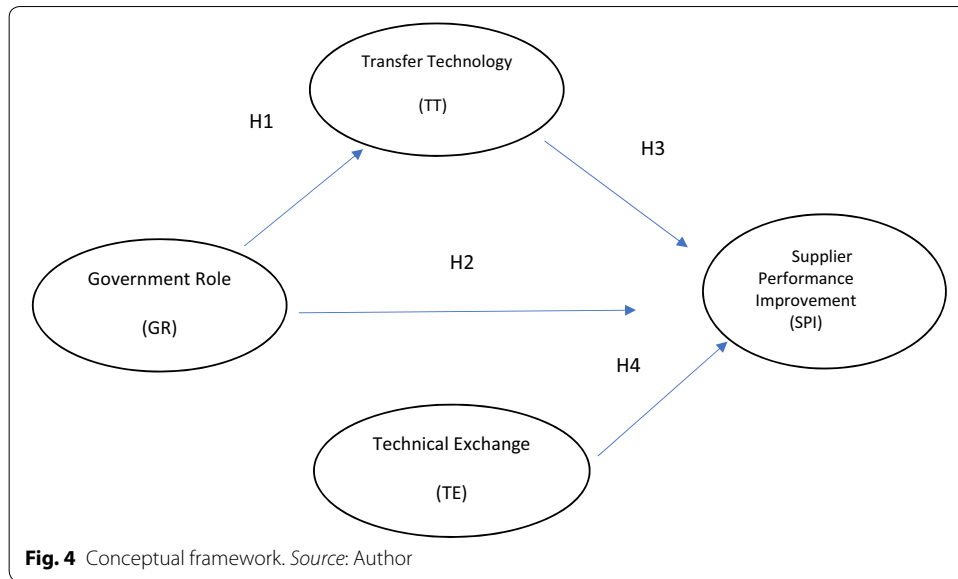 Transfer Technology
(TT)
H1
H3
Government Role
(GR)
H2
Supplier
Performance
Improvement
(SPI)
H4
Technical Exchange
(TE)
Fig. 4 Conceptual framework. Source: Author